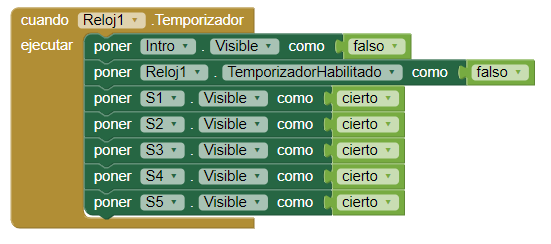 cuando Reloj1 .Temporizador
ejecutar poner Intro . Visible como falso
poner Reloj1 . TemporizadorHabilitado como falso
poner S1 . Visible como cierto
poner S2 . Visible como cierto
poner S3 . Visible como cierto
poner S4 . Visible como cierto
poner S5 . Visible como cierto